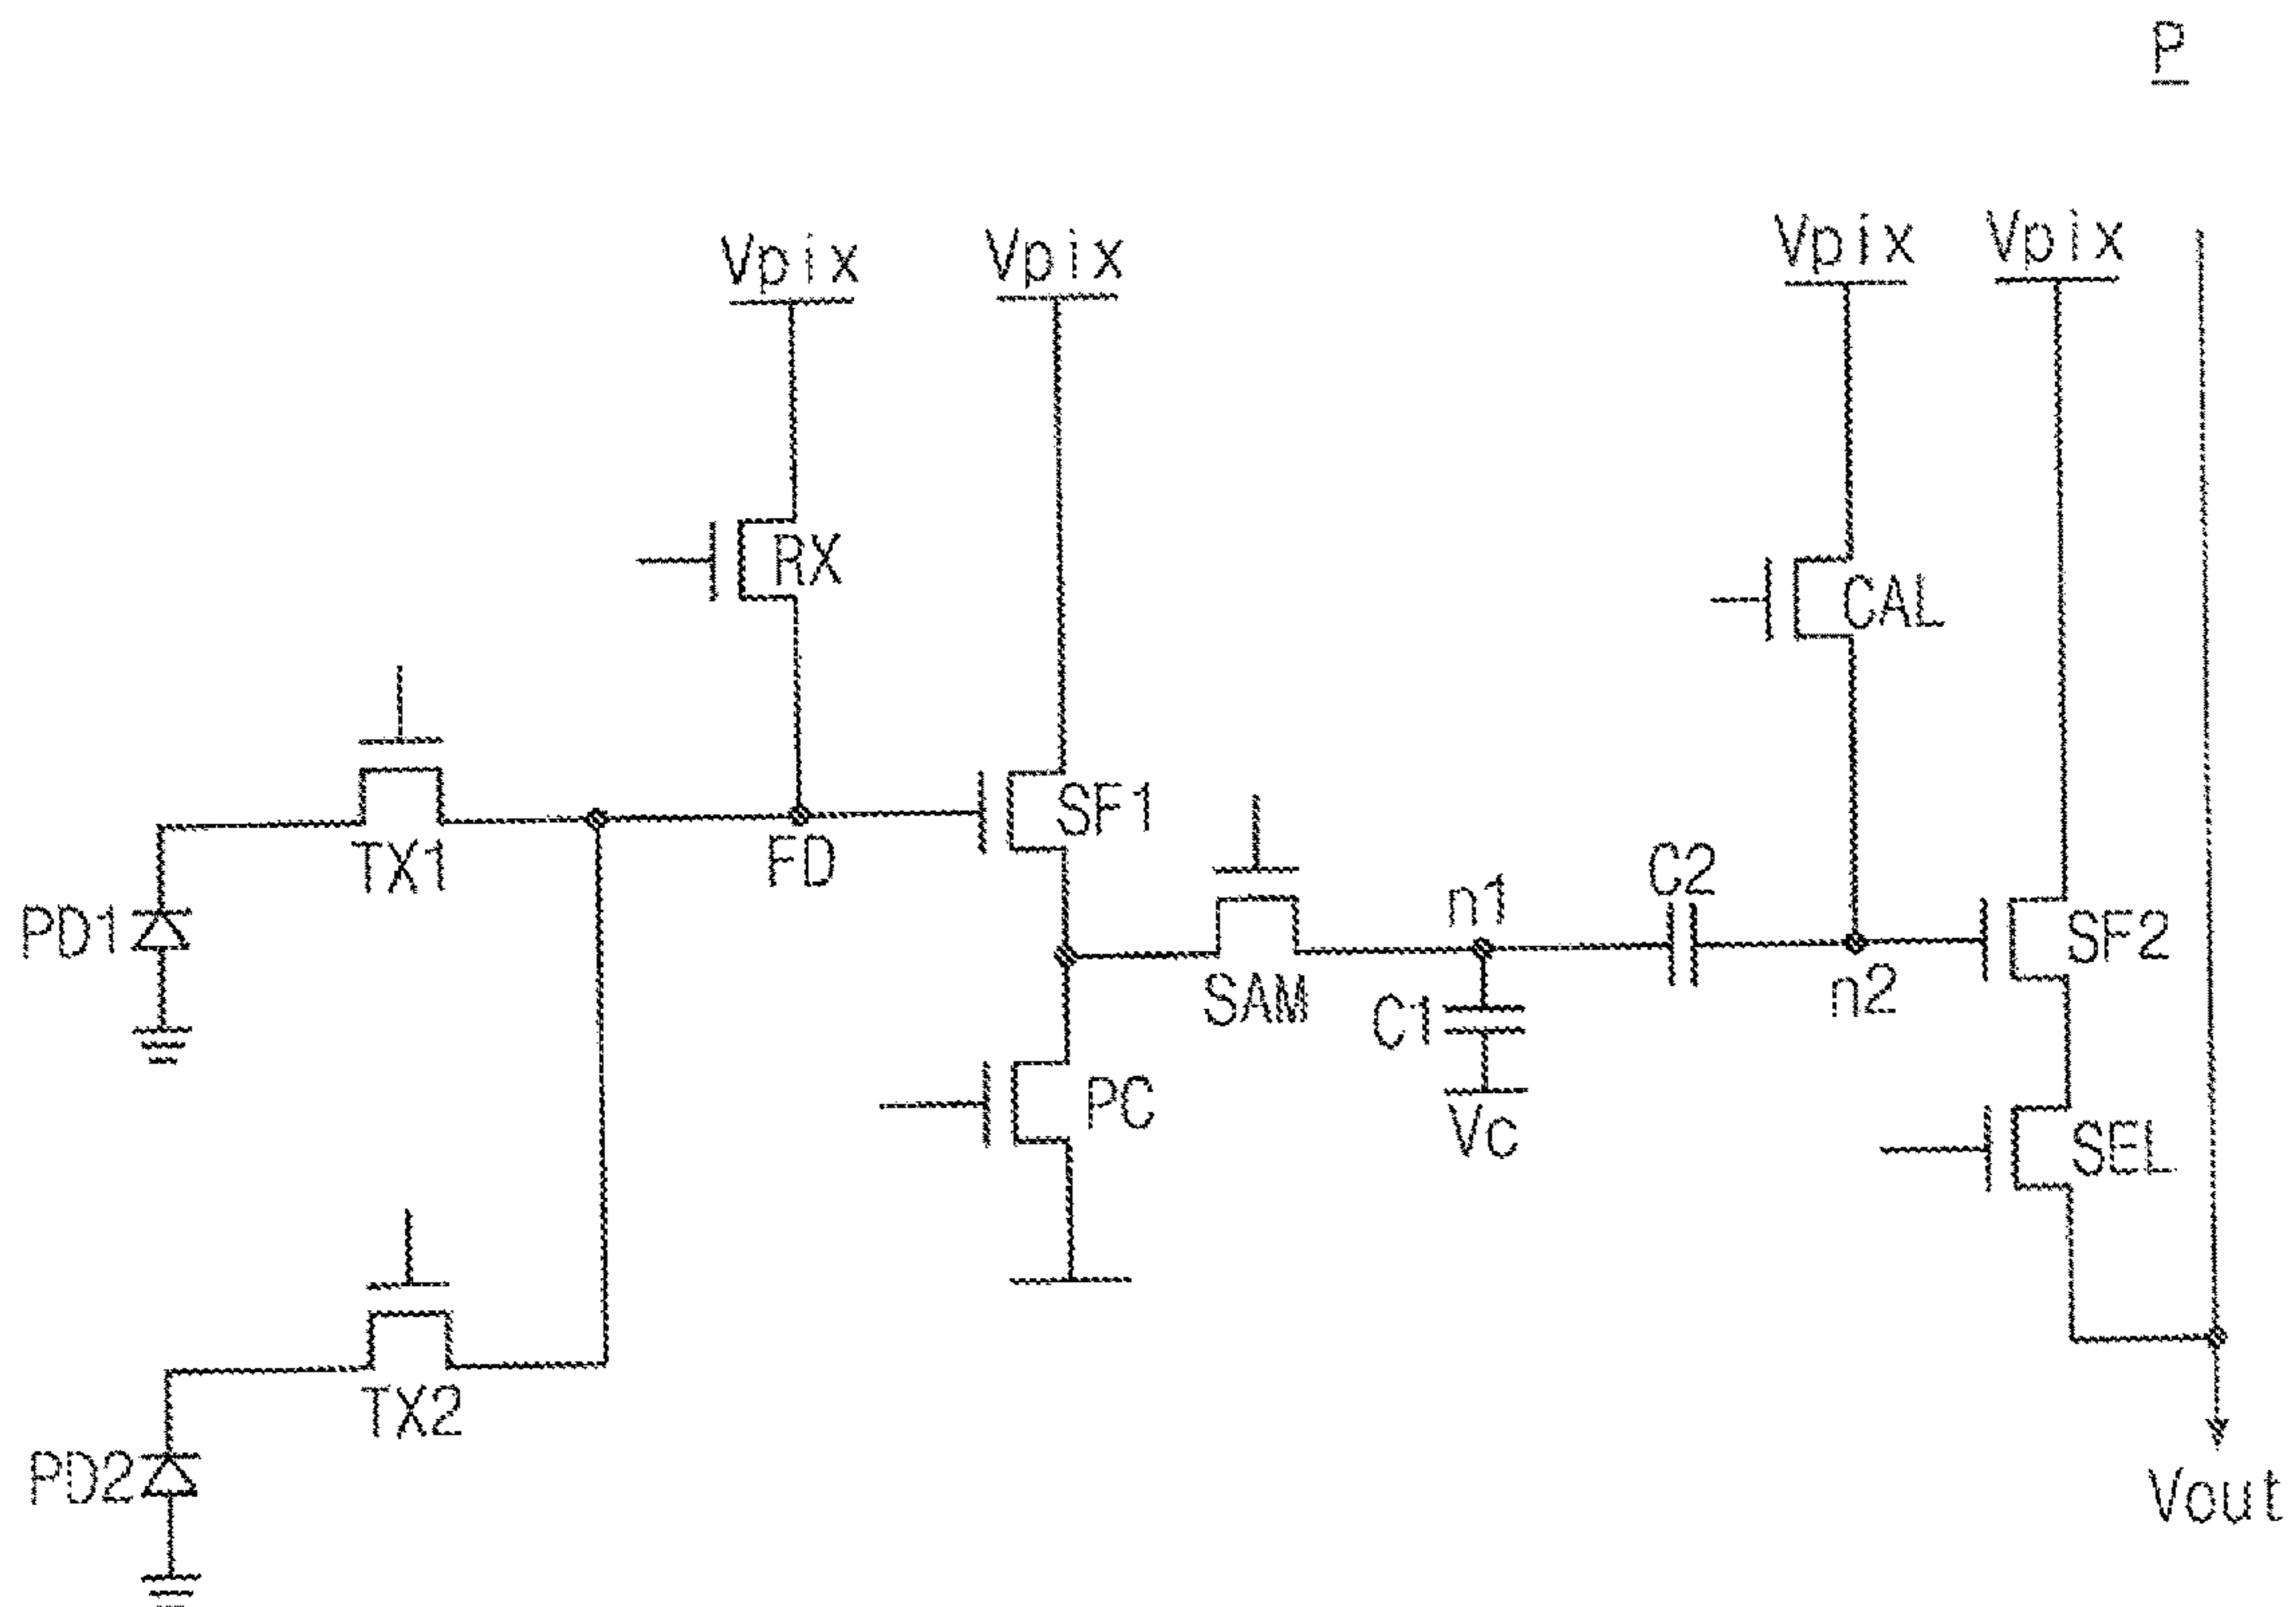 P
Vpix
Vpix
Vpix
Vpix
RX
CAL
TX1
FD
SF1
PD1
SAM
n1
C2
C1
Vc
n2
SF2
PC
SEL
TX2
PD2
Vout